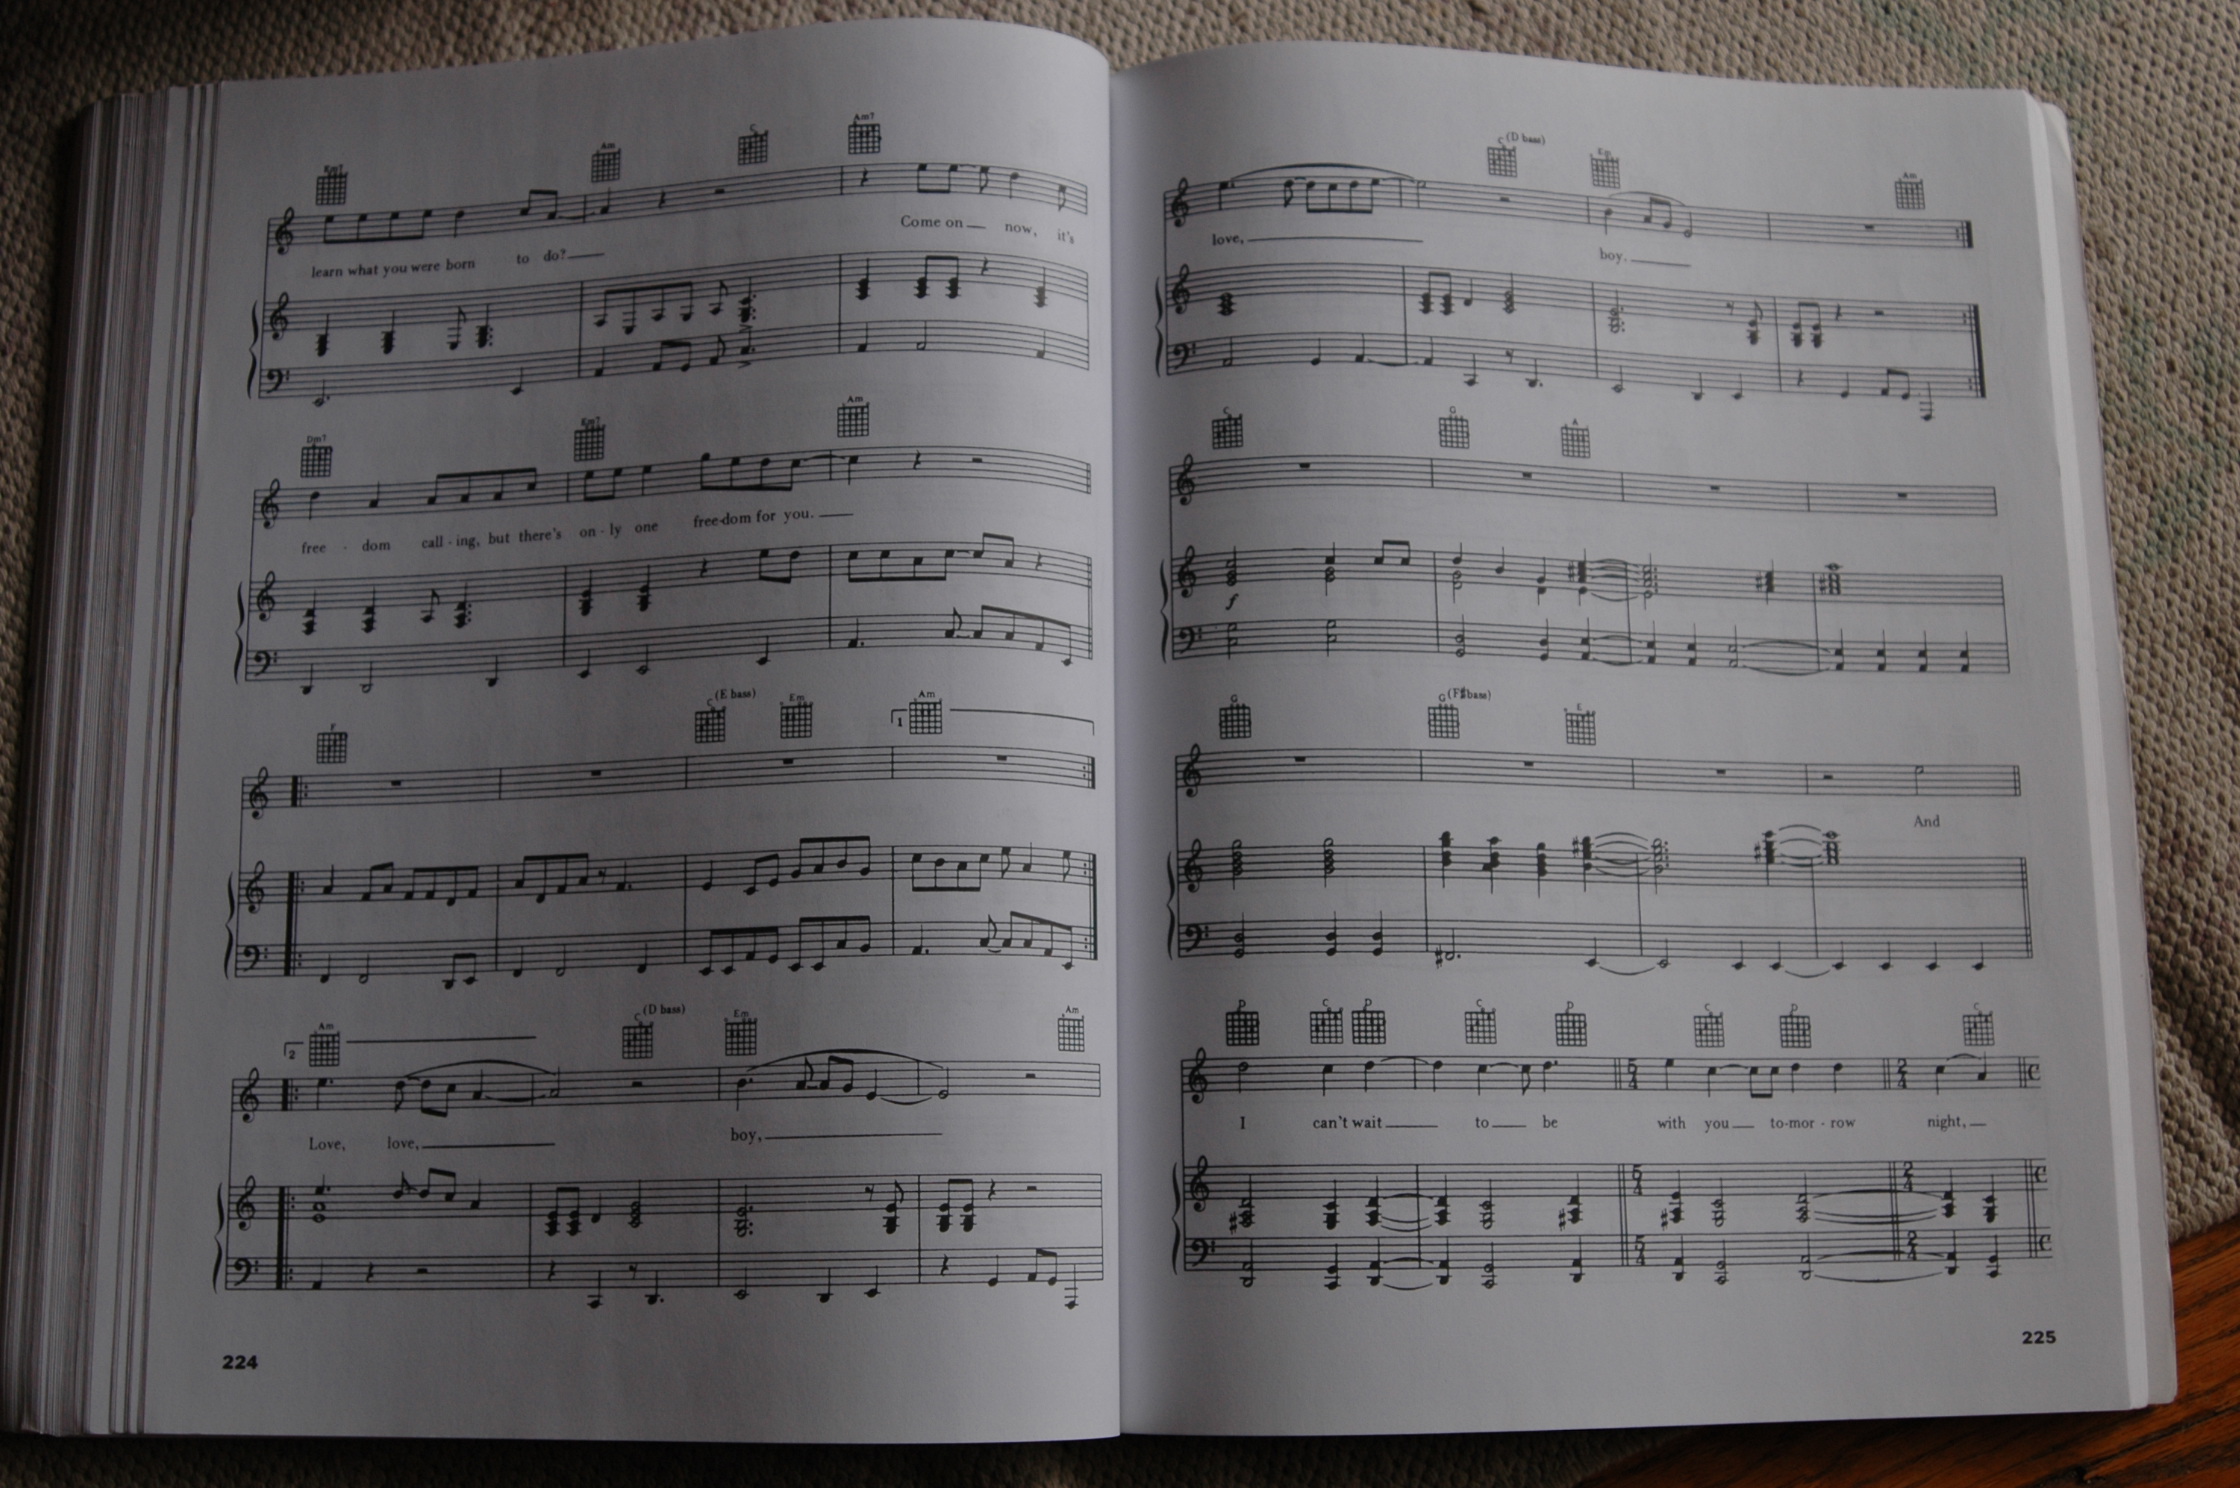 Em7 Am C Am7
learn what you were born to do? Come on now, it's
Dm7 Em7 Am
free - dom call - ing, but there's on - ly one free-dom for you.
F C (E bass) Em 1 Am
2 Am C (D bass) Em Am
Love, love, boy,
224
C (D bass) Em Am
love, boy,
C G A
f
G G (F# bass) E
And
D C D C D C D C
I can't wait to be with you to-mor - row night,
225